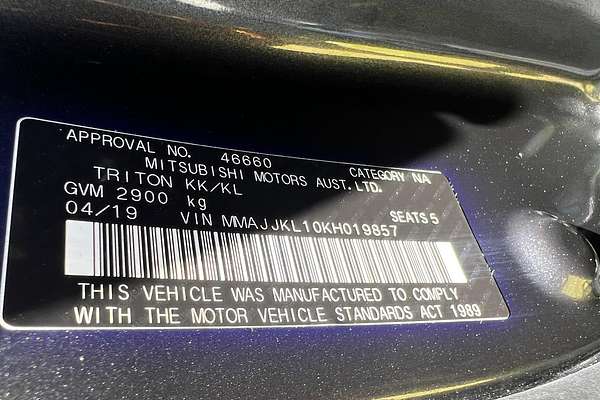 APPROVAL NO. 46660 CATEGORY NA
MITSUBISHI MOTORS AUST. LTD.
TRITON KK/KL
GVM 2900 kg
04/19 VIN MMAJJKL10KH019857 SEATS 5
THIS VEHICLE WAS MANUFACTURED TO COMPLY
WITH THE MOTOR VEHICLE STANDARDS ACT 1989